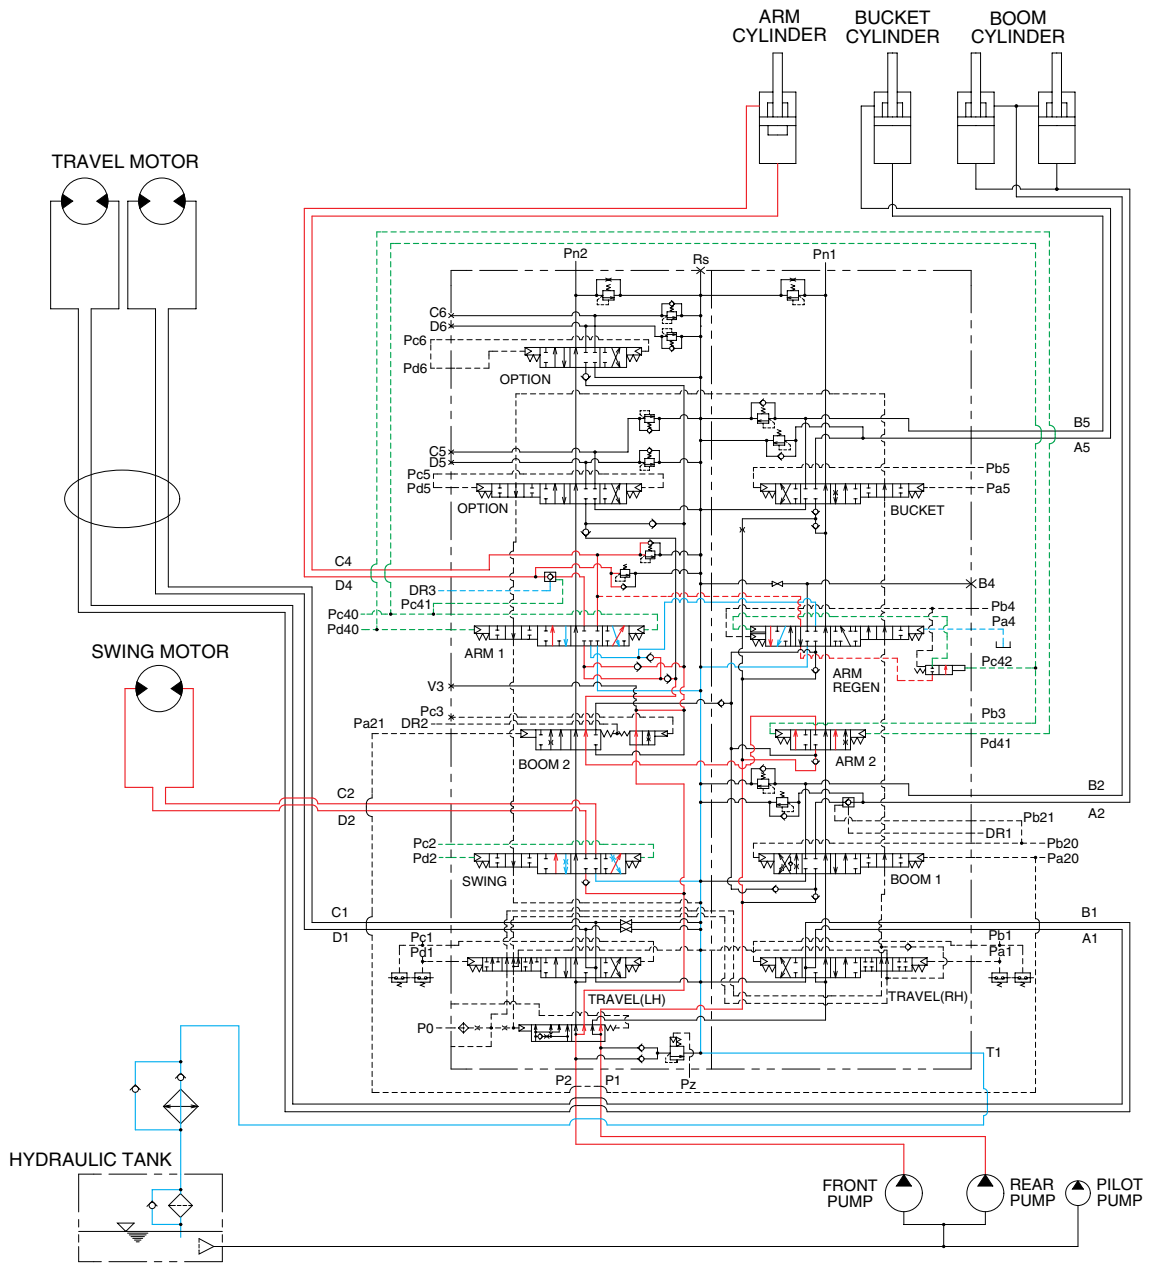 ARM
CYLINDER
BUCKET
CYLINDER
BOOM
CYLINDER
TRAVEL MOTOR
Pn2
Rs
Pn1
C6
D6
Pc6
Pd6
OPTION
B5
A5
C5
D5
Pc5
Pd5
OPTION
Pb5
Pa5
BUCKET
C4
D4
DR3
Pc41
Pc40
Pd40
ARM 1
B4
Pb4
Pa4
Pc42
ARM
REGEN
SWING MOTOR
V3
Pc3
Pa21
DR2
BOOM 2
Pb3
Pd41
ARM 2
C2
D2
B2
A2
Pb21
DR1
Pc2
Pd2
SWING
Pb20
Pa20
BOOM 1
C1
D1
B1
A1
Pc1
Pd1
Pb1
Pa1
TRAVEL(LH)
TRAVEL(RH)
P0
T1
P2
P1
Pz
HYDRAULIC TANK
FRONT
PUMP
REAR
PUMP
PILOT
PUMP